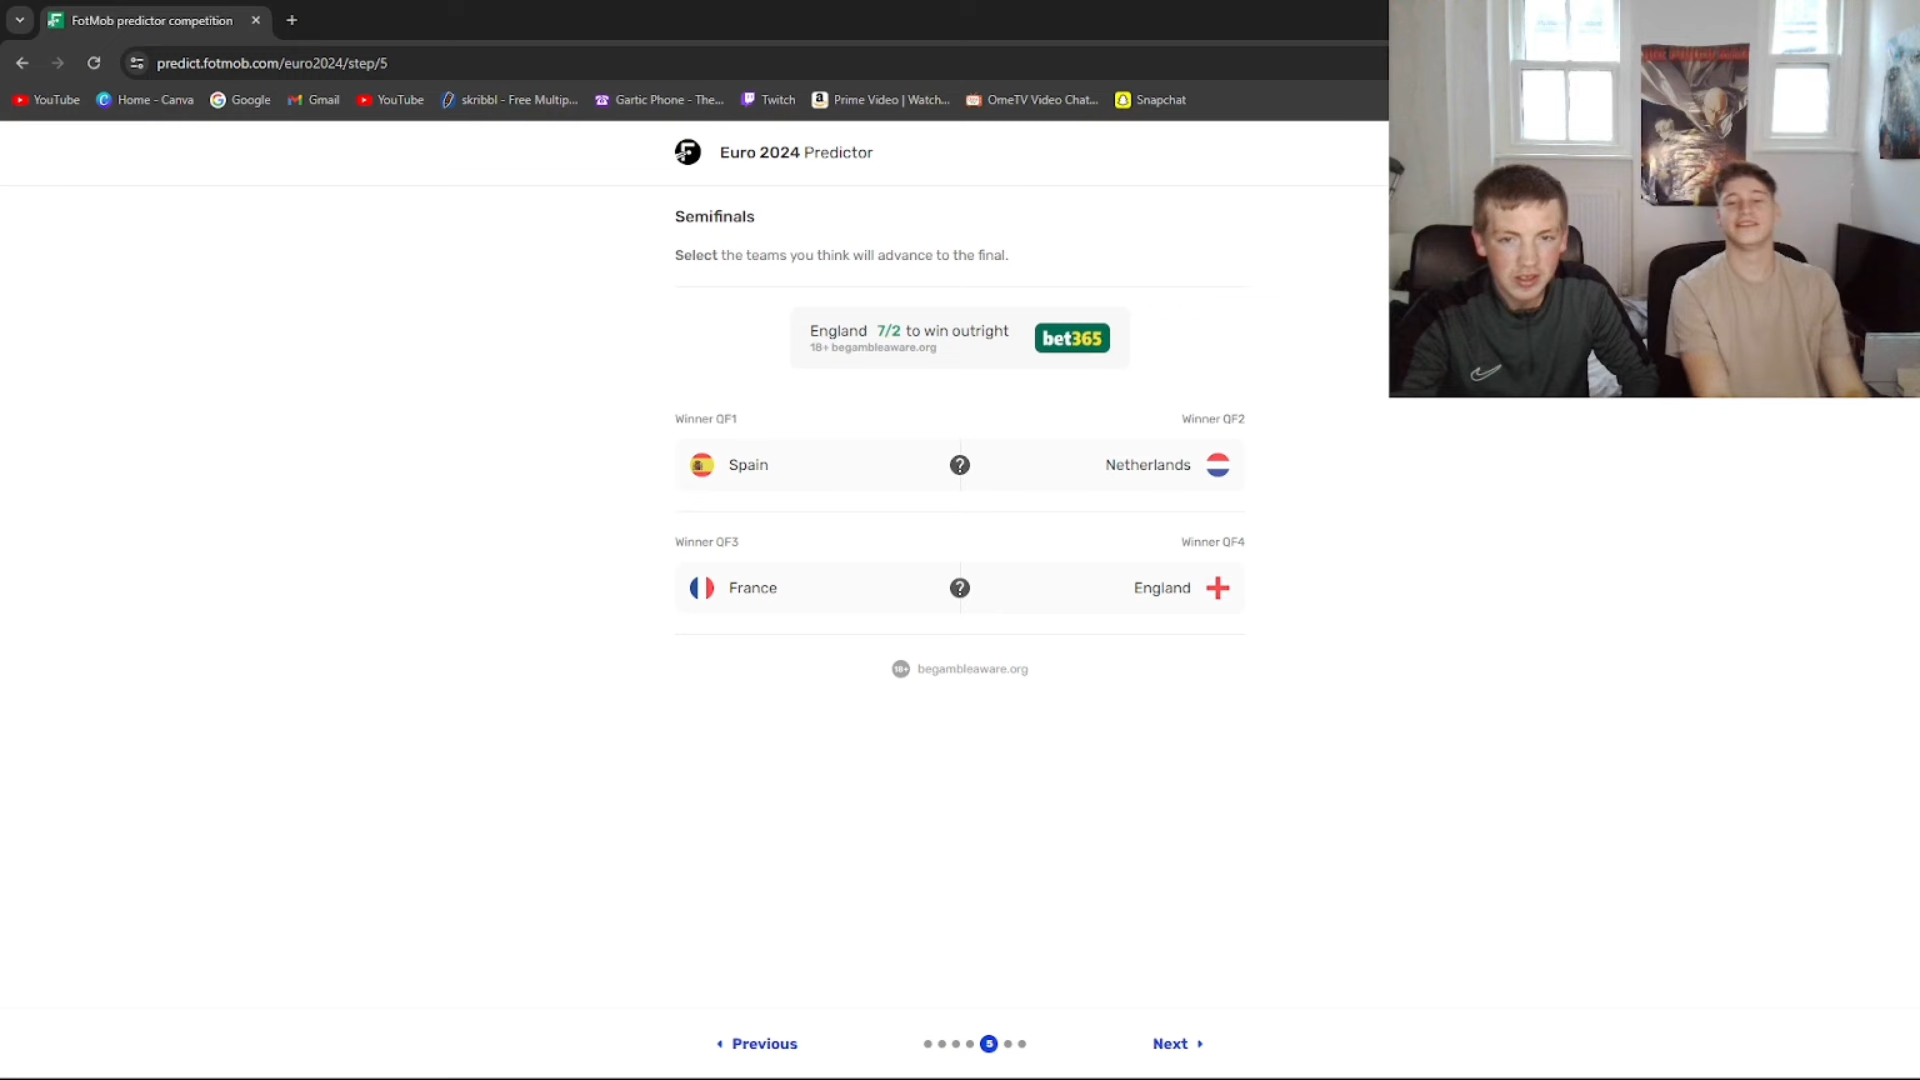 FotMob predictor competition
predict.fotmob.com/euro2024/step/5
YouTube
Home - Canva
Google
Gmail
YouTube
skribbl - Free Multip...
Gartic Phone - The...
Twitch
Prime Video | Watch...
OmeTV Video Chat...
Snapchat
Euro 2024 Predictor
Semifinals
Select the teams you think will advance to the final.
England 7/2 to win outright
18+ begambleaware.org
bet365
Winner QF1
Winner QF2
Spain
?
Netherlands
Winner QF3
Winner QF4
France
?
England
18+ begambleaware.org
Previous
5
Next